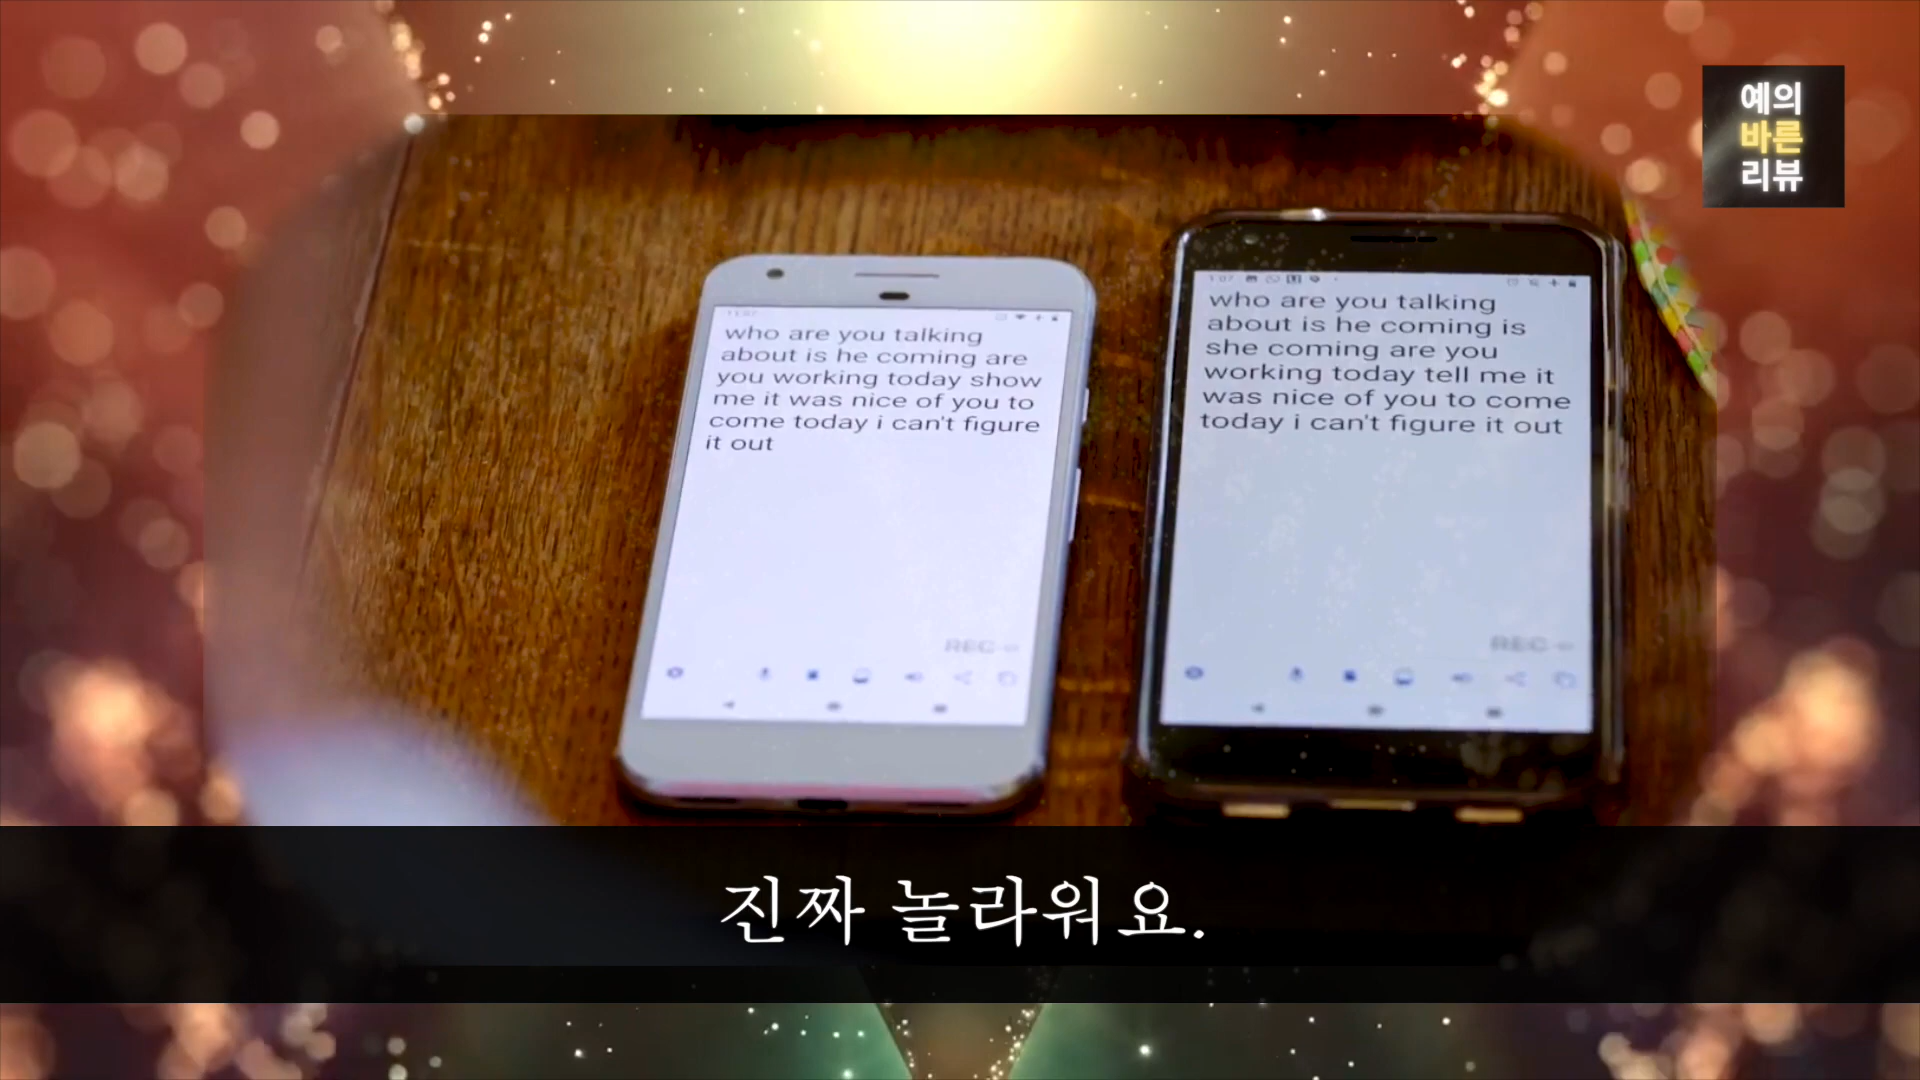 예의
바른
리뷰
who are you talking
about is he coming are
you working today show
me it was nice of you to
come today i can't figure
it out
REC
who are you talking
about is he coming is
she coming are you
working today tell me it
was nice of you to come
today i can't figure it out
REC
진짜 놀라워요.